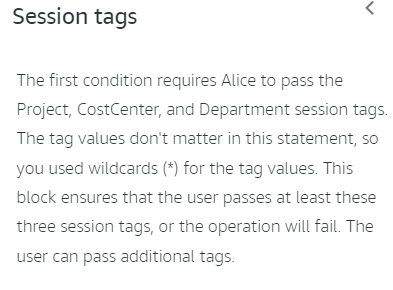 Session tags
The first condition requires Alice to pass the
Project, CostCenter, and Department session tags.
The tag values don't matter in this statement, so
you used wildcards (*) for the tag values. This
block ensures that the user passes at least these
three session tags, or the operation will fail. The
user can pass additional tags.